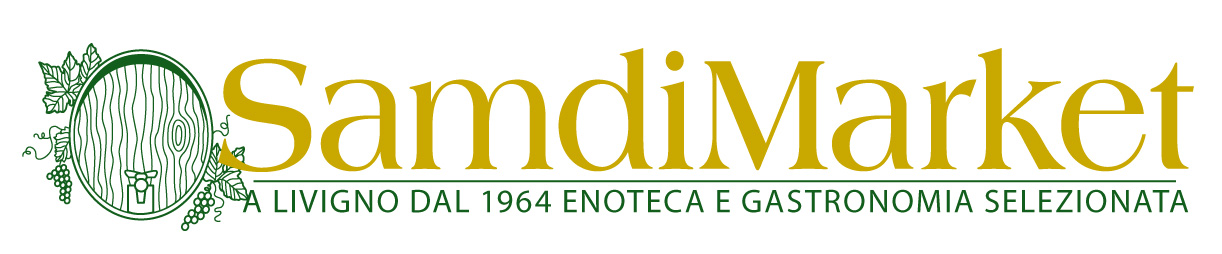 SamdiMarket
A LIVIGNO DAL 1964 ENOTECA E GASTRONOMIA SELEZIONATA